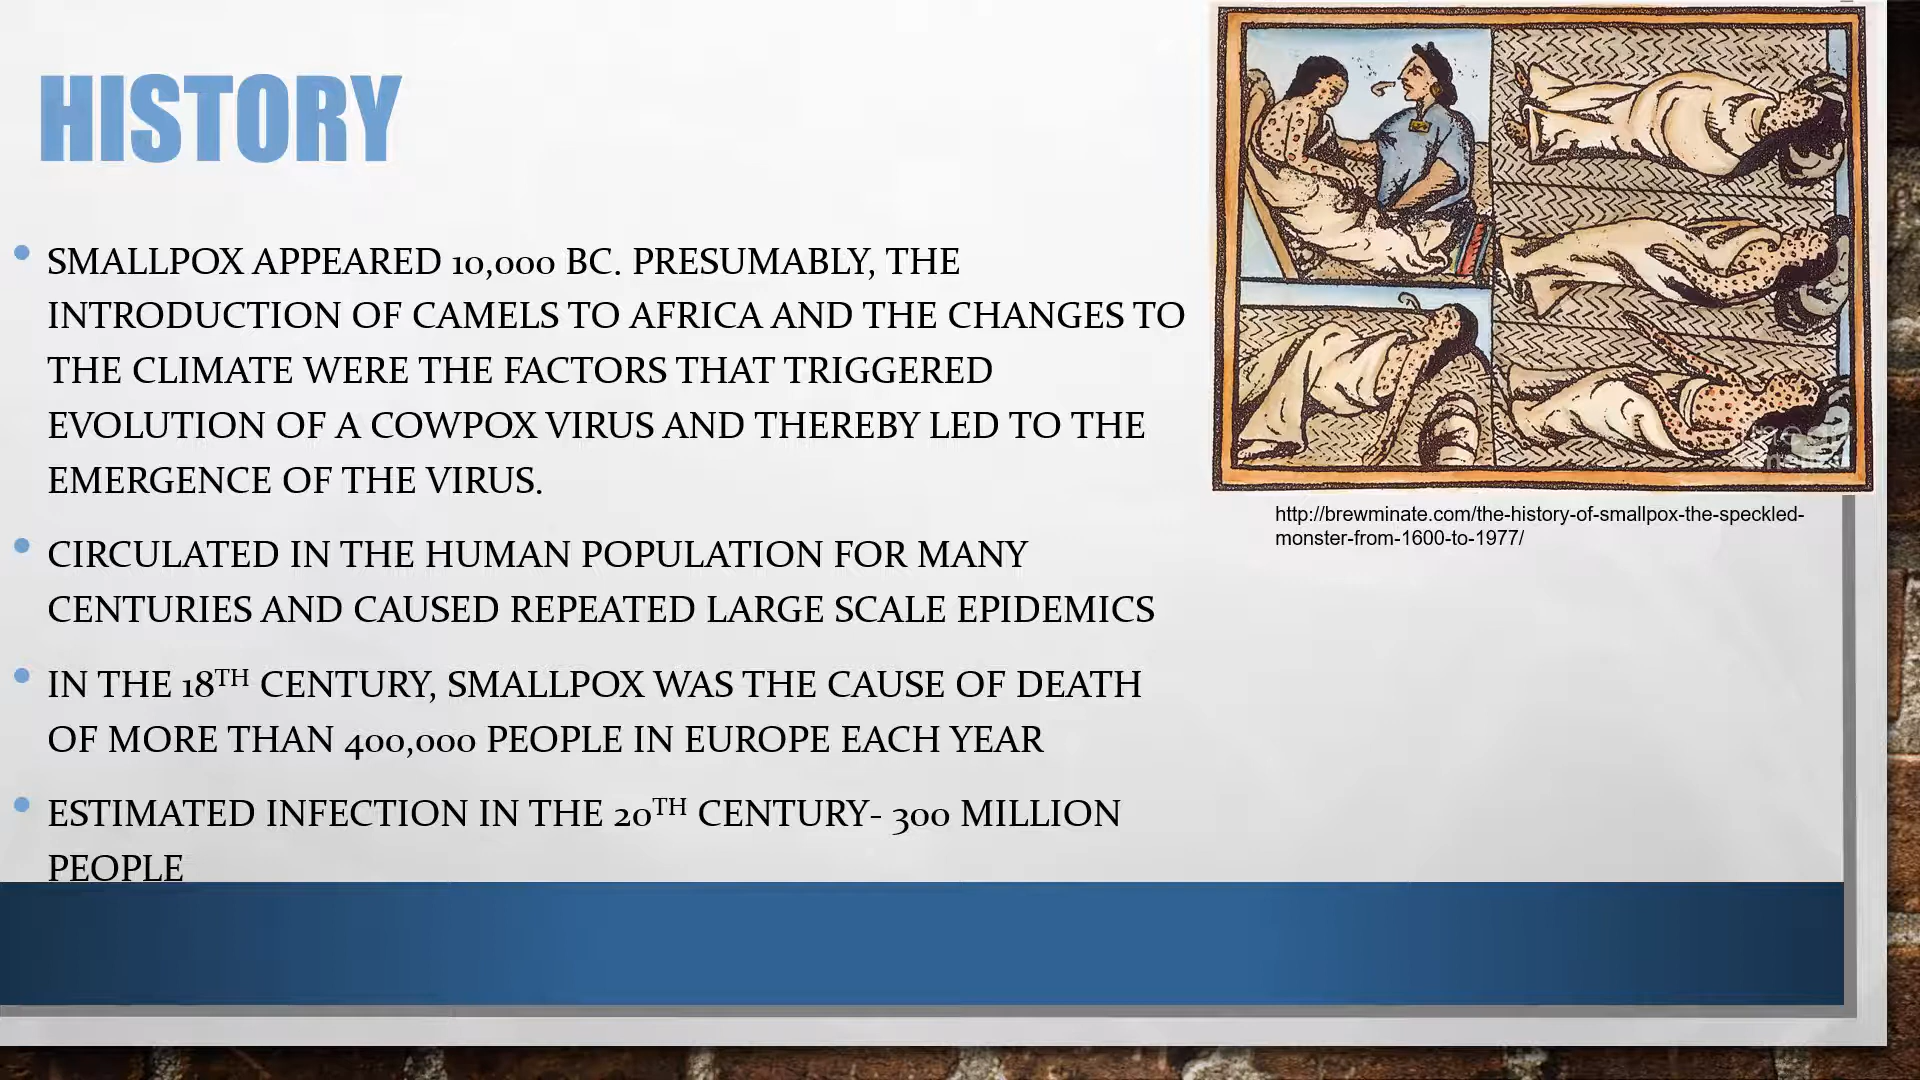 HISTORY
SMALLPOX APPEARED 10,000 BC. PRESUMABLY, THE
INTRODUCTION OF CAMELS TO AFRICA AND THE CHANGES TO
THE CLIMATE WERE THE FACTORS THAT TRIGGERED
EVOLUTION OF A COWPOX VIRUS AND THEREBY LED TO THE
EMERGENCE OF THE VIRUS.
CIRCULATED IN THE HUMAN POPULATION FOR MANY
CENTURIES AND CAUSED REPEATED LARGE SCALE EPIDEMICS
IN THE 18TH CENTURY, SMALLPOX WAS THE CAUSE OF DEATH
OF MORE THAN 400,000 PEOPLE IN EUROPE EACH YEAR
ESTIMATED INFECTION IN THE 20TH CENTURY- 300 MILLION
PEOPLE
http://brewminate.com/the-history-of-smallpox-the-speckled-
monster-from-1600-to-1977/